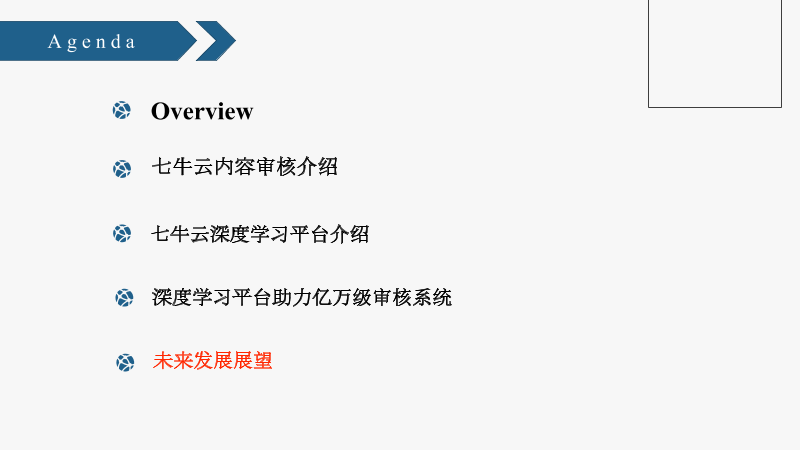 Agenda
Overview
七牛云内容审核介绍
七牛云深度学习平台介绍
深度学习平台助力亿万级审核系统
未来发展展望